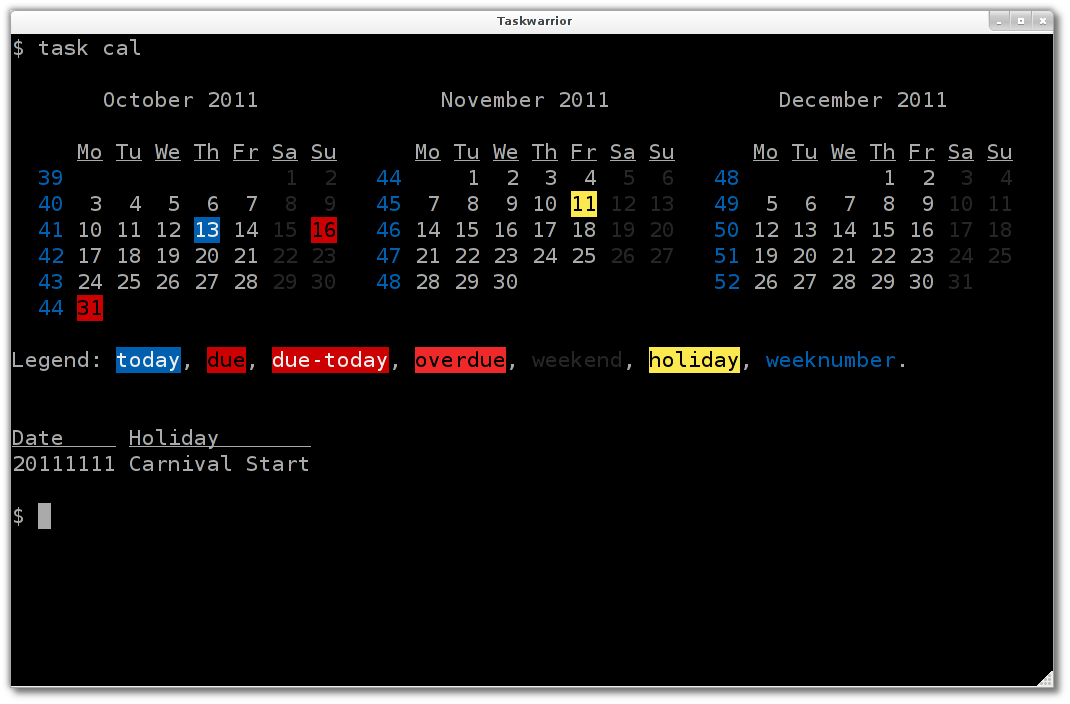 Taskwarrior
$ task cal
October 2011 November 2011 December 2011
Mo Tu We Th Fr Sa Su Mo Tu We Th Fr Sa Su Mo Tu We Th Fr Sa Su
39 1 2 44 1 2 3 4 5 6 48 1 2 3 4
40 3 4 5 6 7 8 9 45 7 8 9 10 11 12 13 49 5 6 7 8 9 10 11
41 10 11 12 13 14 15 16 46 14 15 16 17 18 19 20 50 12 13 14 15 16 17 18
42 17 18 19 20 21 22 23 47 21 22 23 24 25 26 27 51 19 20 21 22 23 24 25
43 24 25 26 27 28 29 30 48 28 29 30 52 26 27 28 29 30 31
44 31
Legend: today, due, due-today, overdue, weekend, holiday, weeknumber.
Date Holiday
20111111 Carnival Start
$